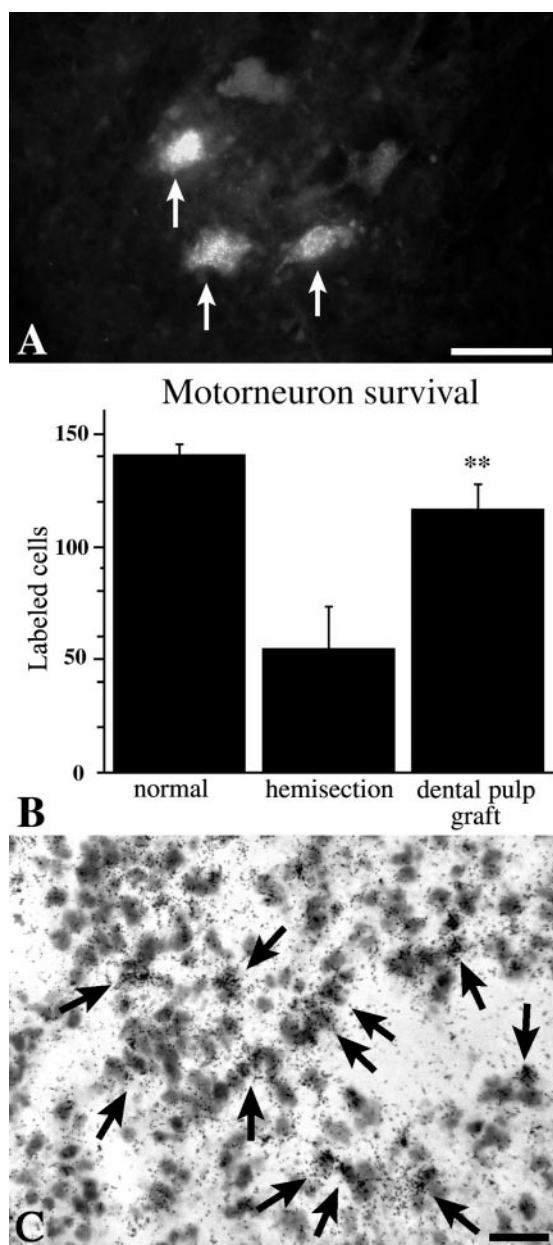 A
Motorneuron survival
Labeled cells
150
100
50
0
**
normal
hemisection
dental pulp
graft
B
C